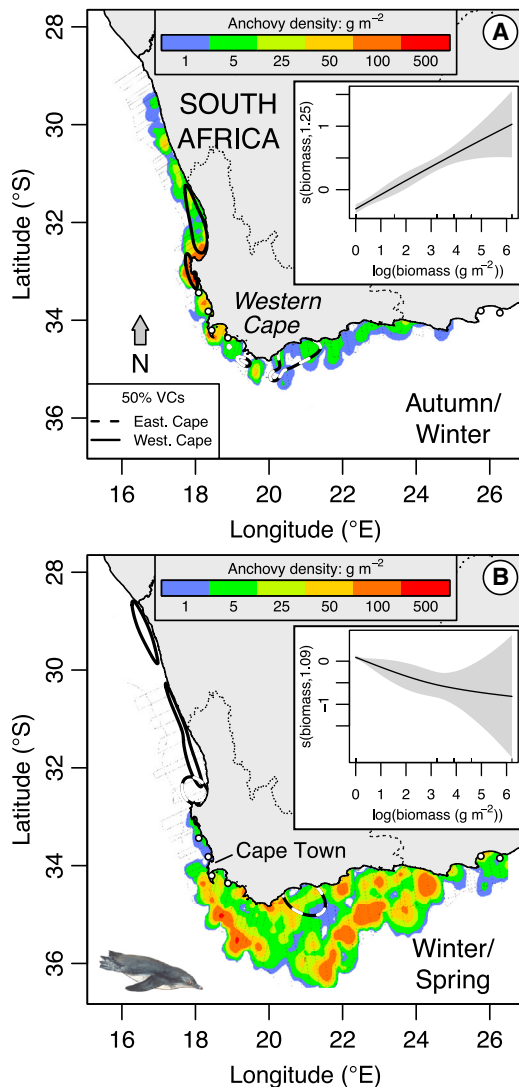 Anchovy density: g m⁻²
1 5 25 50 100 500
A
SOUTH
AFRICA
s(biomass,1.25)
0 1
0 1 2 3 4 5 6
log(biomass (g m⁻²))
Latitude (°S)
28
30
32
34
36
Western
Cape
N
50% VCs
East. Cape
West. Cape
Autumn/
Winter
16 18 20 22 24 26
Longitude (°E)
Anchovy density: g m⁻²
1 5 25 50 100 500
B
s(biomass,1.09)
−1 0
0 1 2 3 4 5 6
log(biomass (g m⁻²))
Latitude (°S)
28
30
32
34
36
Cape Town
Winter/
Spring
16 18 20 22 24 26
Longitude (°E)